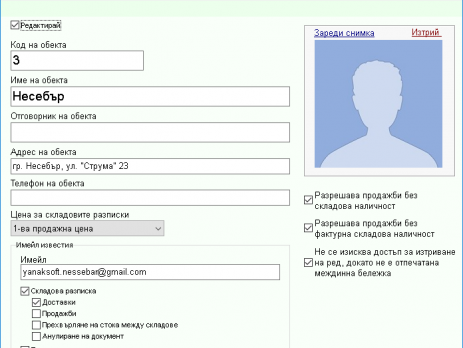 Редактирай
Зареди снимка Изтрий
Код на обекта
3
Име на обекта
Несебър
Отговорник на обекта
Адрес на обекта
гр. Несебър, ул. "Струма" 23
Телефон на обекта
Цена за складовите разписки
1-ва продажна цена
Разрешава продажби без
складова наличност
Разрешава продажби без
фактурна складова наличност
Не се изисква достъп за изтриване
на ред, докато не е отпечатана
междинна бележка
Имейл известия
Имейл
yanaksoft.nessebar@gmail.com
Складова разписка
Доставки
Продажби
Прехвърляне на стока между складове
Анулиране на документ